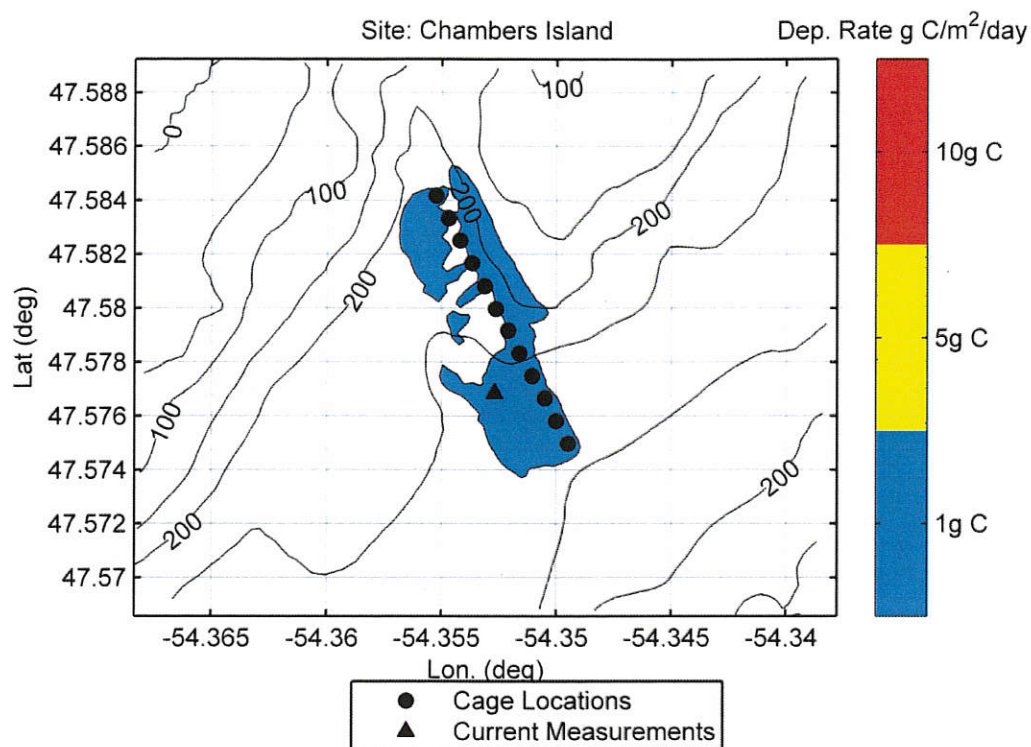 Site: Chambers Island
Dep. Rate g C/m²/day
47.588
47.586
47.584
47.582
47.58
47.578
47.576
47.574
47.572
47.57
Lat (deg)
0
100
100
200
100
200
200
200
200
10g C
5g C
1g C
-54.365
-54.36
-54.355
-54.35
-54.345
-54.34
Lon. (deg)
Cage Locations
Current Measurements